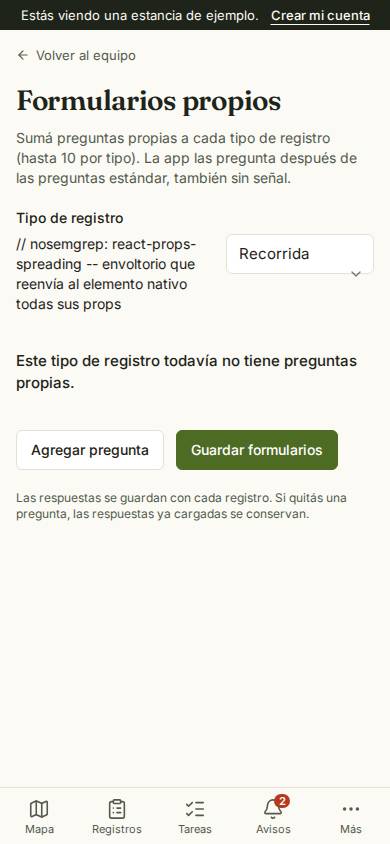 Estás viendo una estancia de ejemplo. Crear mi cuenta
Volver al equipo
Formularios propios
Sumá preguntas propias a cada tipo de registro
(hasta 10 por tipo). La app las pregunta después de
las preguntas estándar, también sin señal.
Tipo de registro
// nosemgrep: react-props-
spreading -- envoltorio que
reenvía al elemento nativo
todas sus props
Recorrida
Este tipo de registro todavía no tiene preguntas
propias.
Agregar pregunta
Guardar formularios
Las respuestas se guardan con cada registro. Si quitás una
pregunta, las respuestas ya cargadas se conservan.
2
Mapa
Registros
Tareas
Avisos
Más